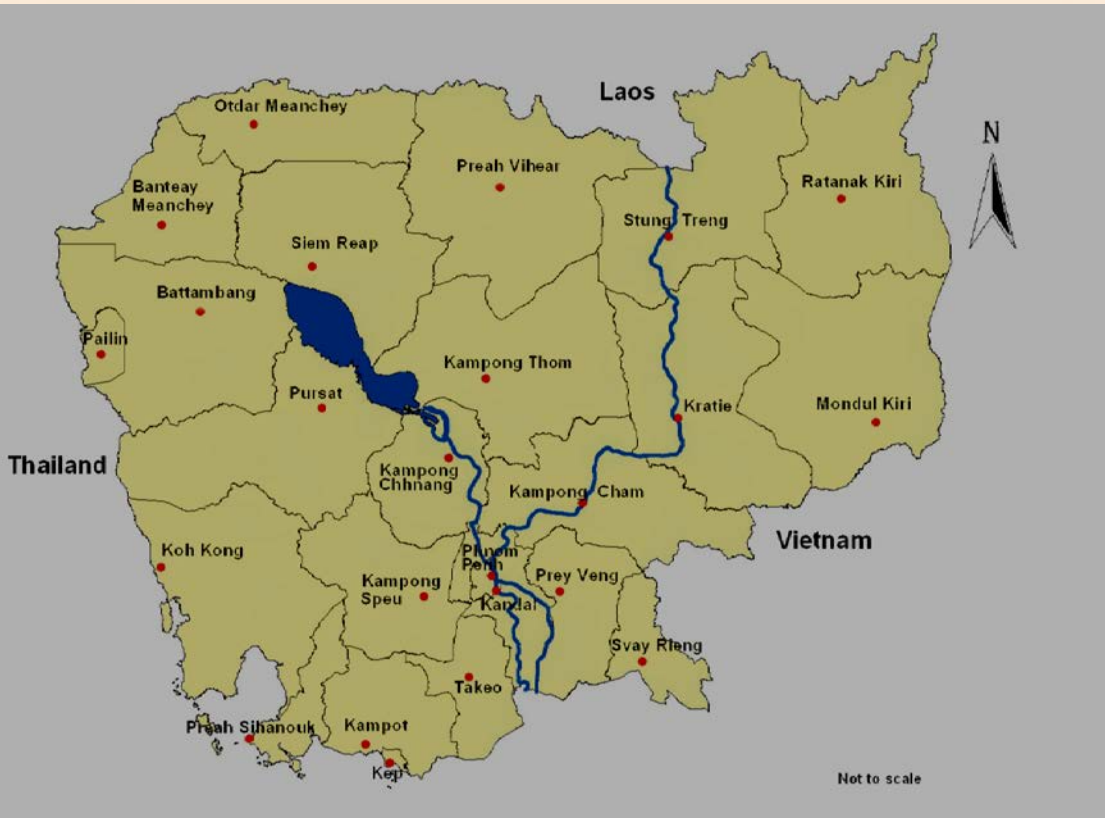 Laos
Otdar Meanchey
Preah Vihear
N
Ratanak Kiri
Banteay
Meanchey
Stung Treng
Siem Reap
Battambang
Pailin
Kampong Thom
Pursat
Kratie
Mondul Kiri
Thailand
Kampong
Chhnang
Kampong Cham
Vietnam
Koh Kong
Phnom
Penh
Prey Veng
Kampong
Speu
Kandal
Svay Rieng
Takeo
Preah Sihanouk
Kampot
Kep
Not to scale